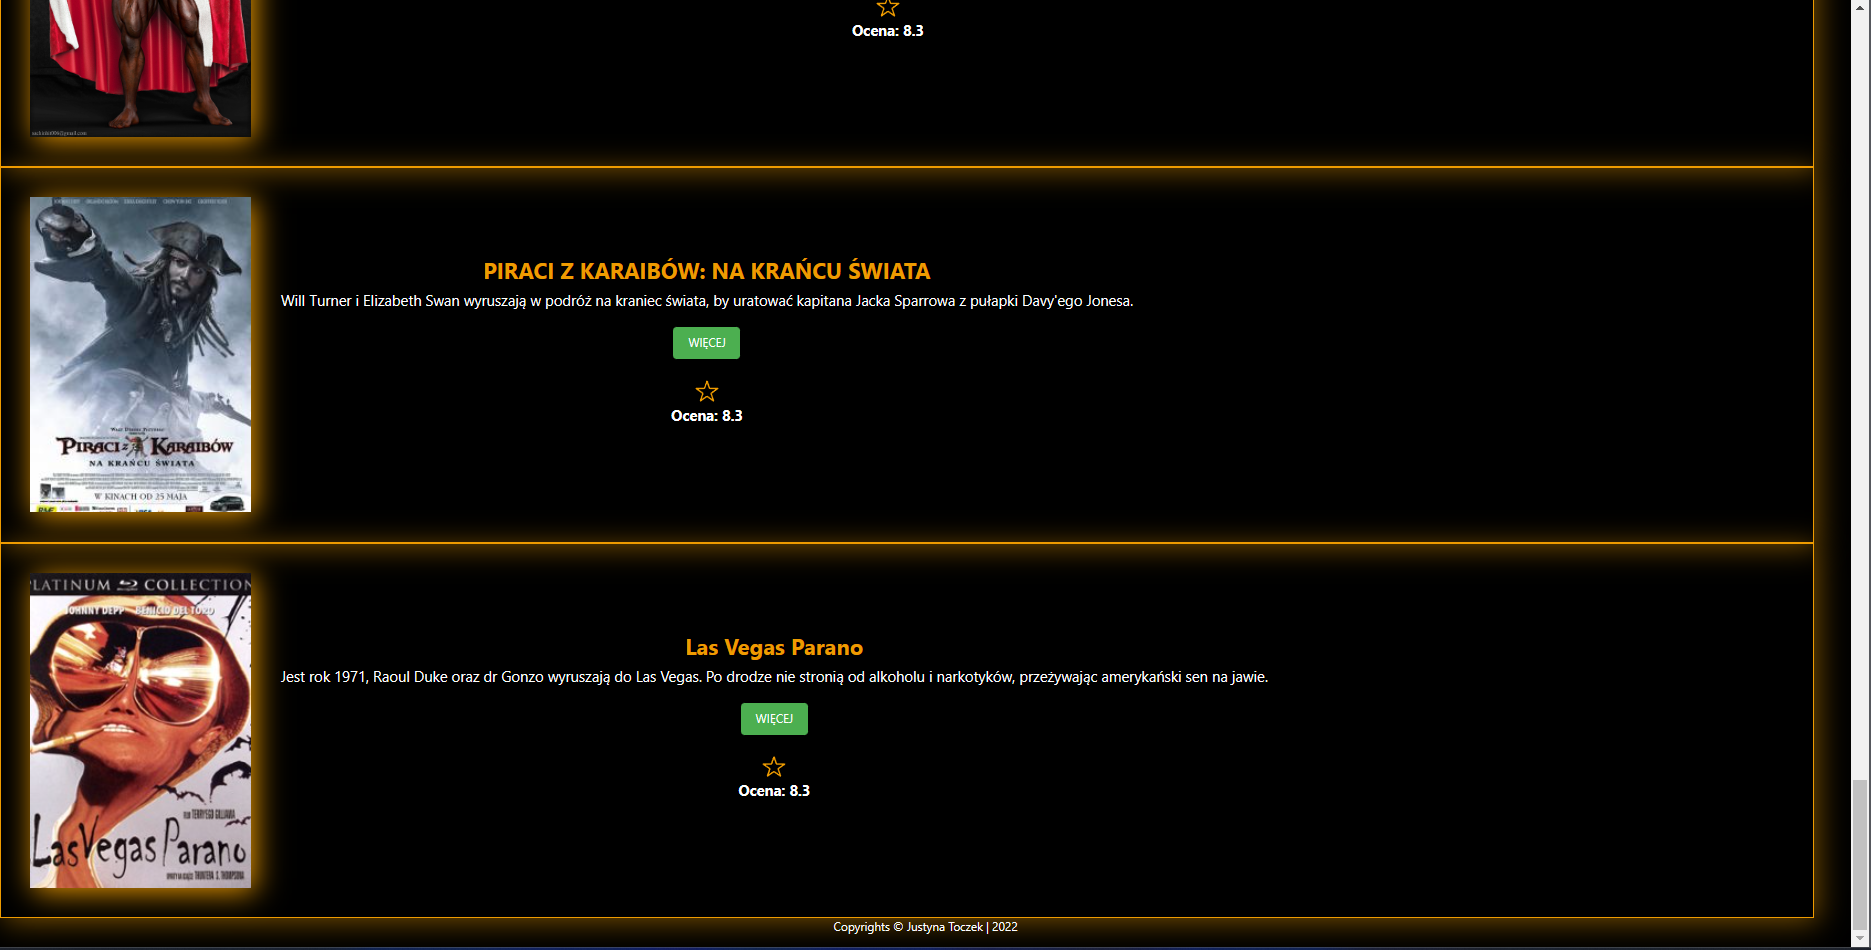 Ocena: 8.3
PIRACI Z KARAIBÓW: NA KRAŃCU ŚWIATA
Will Turner i Elizabeth Swan wyruszają w podróż na kraniec świata, by uratować kapitana Jacka Sparrowa z pułapki Davy'ego Jonesa.
WIĘCEJ
Ocena: 8.3
PIRACI Z KARAIBÓW
NA KRAŃCU ŚWIATA
W KINACH OD 25 MAJA
PLATINUM COLLECTION
JOHNNY DEPP BENICIO DEL TORO
Las Vegas Parano
Las Vegas Parano
Jest rok 1971, Raoul Duke oraz dr Gonzo wyruszają do Las Vegas. Po drodze nie stronią od alkoholu i narkotyków, przeżywając amerykański sen na jawie.
WIĘCEJ
Ocena: 8.3
Copyrights © Justyna Toczek | 2022